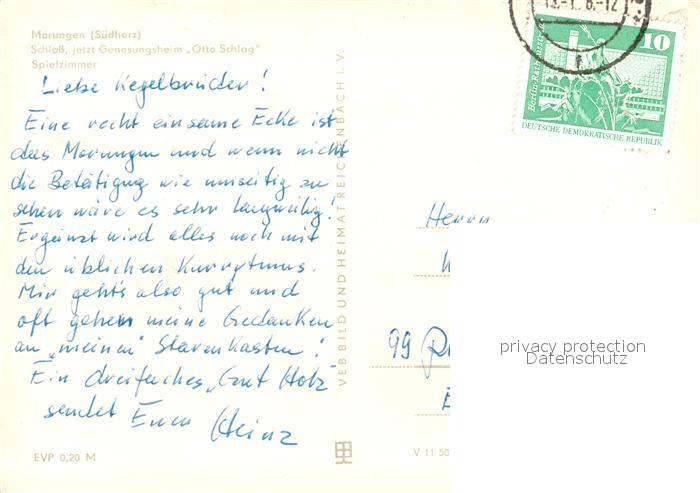 Morungen (Südharz)
Schloß, jetzt Genesungsheim „Otto Schlag"
Spielzimmer
Liebe Kegelbrüder!
Eine recht einsame Ecke ist
das Morungen und wenn nicht
die Betätigug wie umseitig zu
sehen wäre es sehr langweilig!
Ergänzt wird alles noch mit
den üblichen Kurrytmus.
Mir geht's also gut und
oft gehen meine Gedanken
an „meinen" Starenkasten!
Ein dreifaches „Gut Holz"
sendet Euer Heinz
EVP 0,20 M
VEB BILD UND HEIMAT REICHENBACH i. V.
V 11 50
Herrn
99
privacy protection
Datenschutz
10
DEUTSCHE DEMOKRATISCHE REPUBLIK